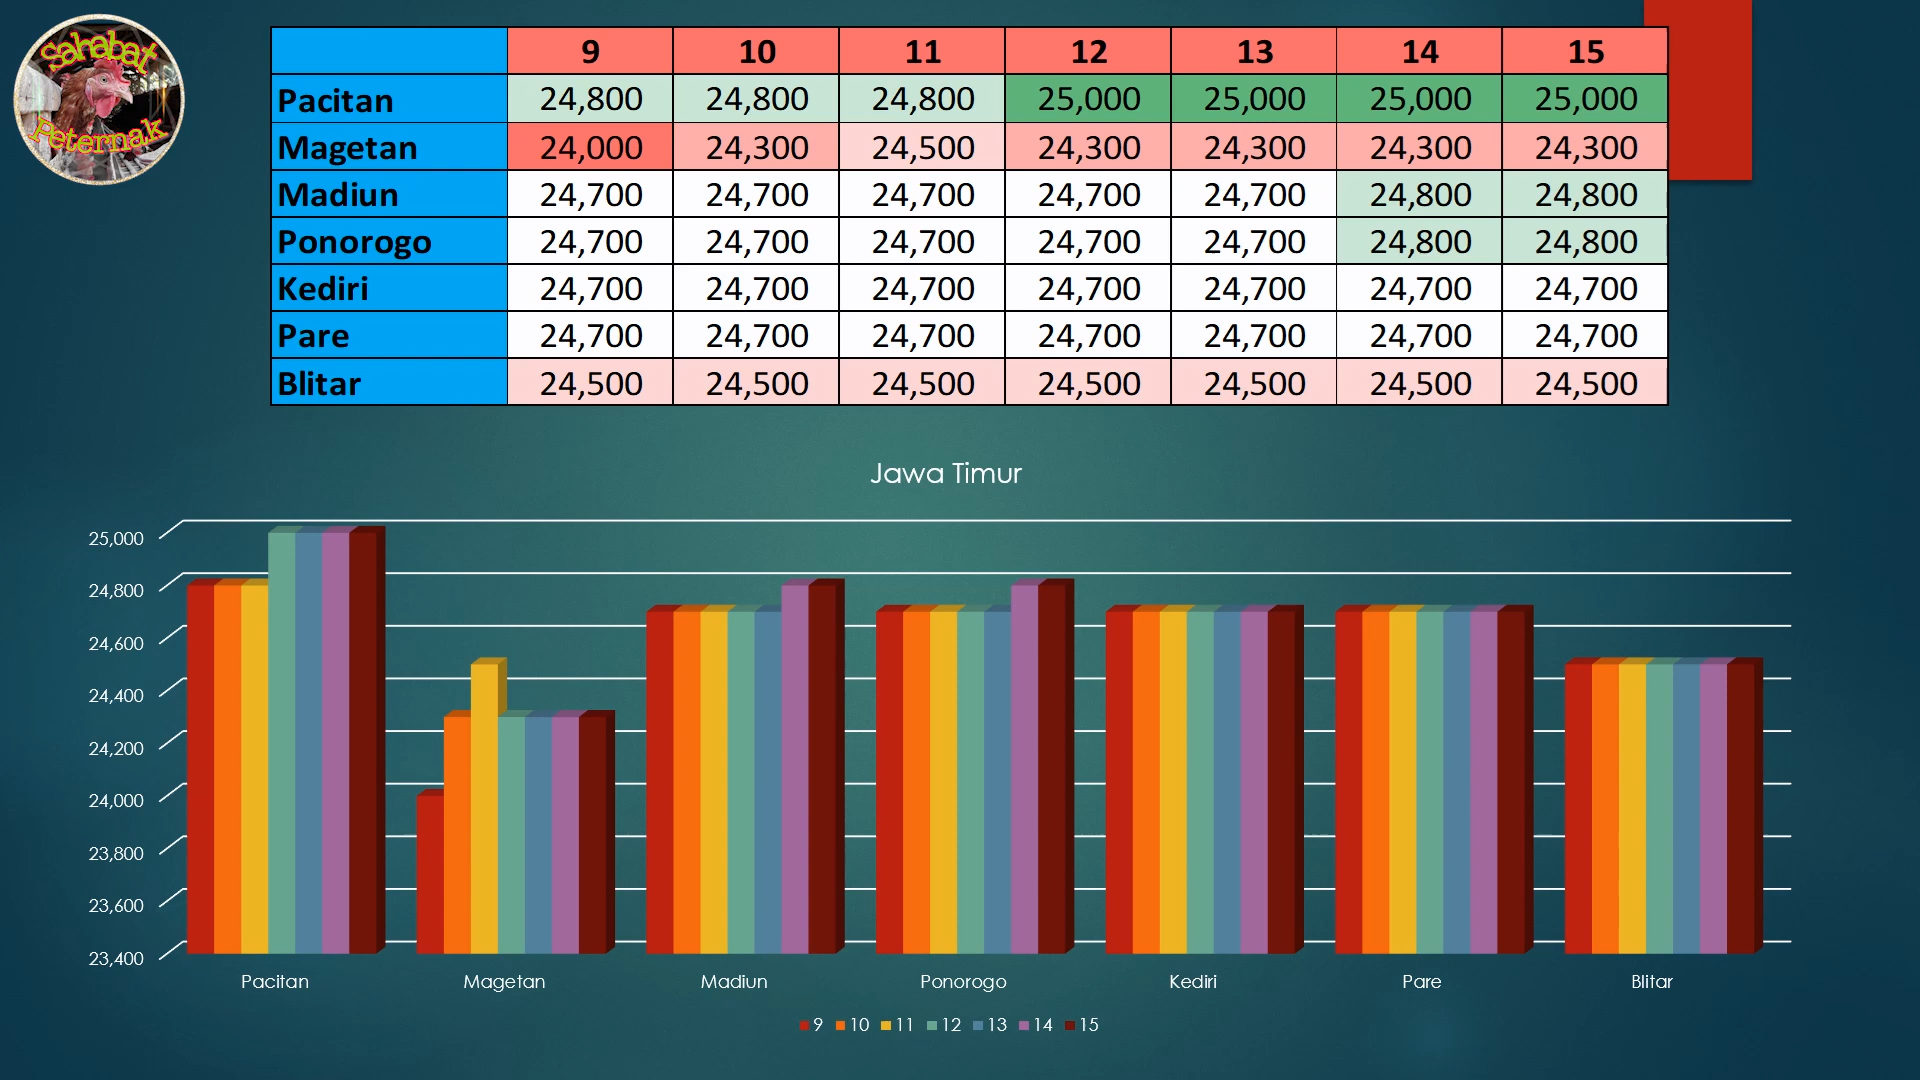 Sahabat
Peternak
9 10 11 12 13 14 15
Pacitan 24,800 24,800 24,800 25,000 25,000 25,000 25,000
Magetan 24,000 24,300 24,500 24,300 24,300 24,300 24,300
Madiun 24,700 24,700 24,700 24,700 24,700 24,800 24,800
Ponorogo 24,700 24,700 24,700 24,700 24,700 24,800 24,800
Kediri 24,700 24,700 24,700 24,700 24,700 24,700 24,700
Pare 24,700 24,700 24,700 24,700 24,700 24,700 24,700
Blitar 24,500 24,500 24,500 24,500 24,500 24,500 24,500
Jawa Timur
25,000
24,800
24,600
24,400
24,200
24,000
23,800
23,600
23,400
Pacitan Magetan Madiun Ponorogo Kediri Pare Blitar
9 10 11 12 13 14 15